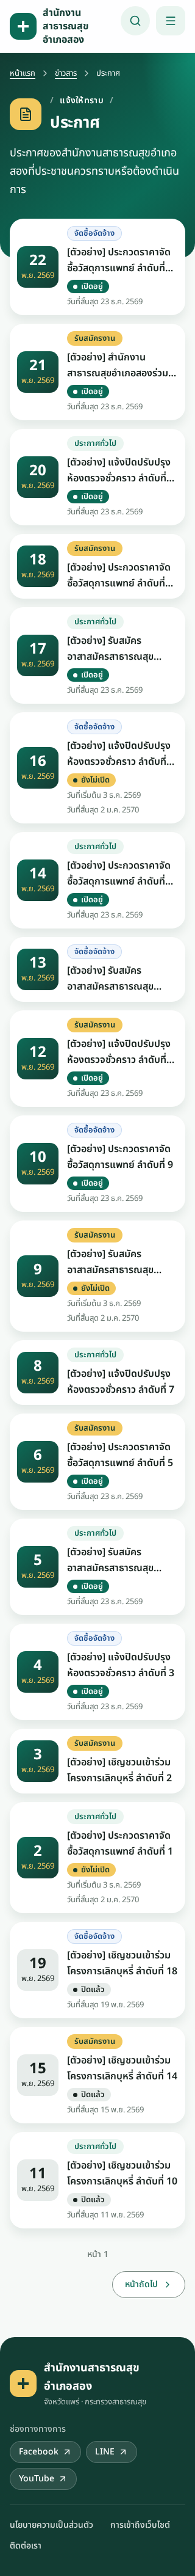 สำนักงาน
สาธารณสุข
อำเภอสอง
หน้าแรก > ข่าวสาร > ประกาศ
/ แจ้งให้ทราบ /
ประกาศ
ประกาศของสำนักงานสาธารณสุขอำเภอ
สองที่ประชาชนควรทราบหรือต้องดำเนิน
การ
22
พ.ย. 2569
จัดซื้อจัดจ้าง
[ตัวอย่าง] ประกวดราคาจัด
ซื้อวัสดุการแพทย์ ลำดับที่...
เปิดอยู่
วันที่สิ้นสุด 23 ธ.ค. 2569
21
พ.ย. 2569
รับสมัครงาน
[ตัวอย่าง] สำนักงาน
สาธารณสุขอำเภอสองร่วม...
เปิดอยู่
วันที่สิ้นสุด 23 ธ.ค. 2569
20
พ.ย. 2569
ประกาศทั่วไป
[ตัวอย่าง] แจ้งปิดปรับปรุง
ห้องตรวจชั่วคราว ลำดับที่...
เปิดอยู่
วันที่สิ้นสุด 23 ธ.ค. 2569
18
พ.ย. 2569
รับสมัครงาน
[ตัวอย่าง] ประกวดราคาจัด
ซื้อวัสดุการแพทย์ ลำดับที่...
17
พ.ย. 2569
ประกาศทั่วไป
[ตัวอย่าง] รับสมัคร
อาสาสมัครสาธารณสุข...
เปิดอยู่
วันที่สิ้นสุด 23 ธ.ค. 2569
16
พ.ย. 2569
จัดซื้อจัดจ้าง
[ตัวอย่าง] แจ้งปิดปรับปรุง
ห้องตรวจชั่วคราว ลำดับที่...
ยังไม่เปิด
วันที่เริ่มต้น 3 ธ.ค. 2569
วันที่สิ้นสุด 2 ม.ค. 2570
14
พ.ย. 2569
ประกาศทั่วไป
[ตัวอย่าง] ประกวดราคาจัด
ซื้อวัสดุการแพทย์ ลำดับที่...
เปิดอยู่
วันที่สิ้นสุด 23 ธ.ค. 2569
13
พ.ย. 2569
จัดซื้อจัดจ้าง
[ตัวอย่าง] รับสมัคร
อาสาสมัครสาธารณสุข...
12
พ.ย. 2569
รับสมัครงาน
[ตัวอย่าง] แจ้งปิดปรับปรุง
ห้องตรวจชั่วคราว ลำดับที่...
เปิดอยู่
วันที่สิ้นสุด 23 ธ.ค. 2569
10
พ.ย. 2569
จัดซื้อจัดจ้าง
[ตัวอย่าง] ประกวดราคาจัด
ซื้อวัสดุการแพทย์ ลำดับที่ 9
เปิดอยู่
วันที่สิ้นสุด 23 ธ.ค. 2569
9
พ.ย. 2569
รับสมัครงาน
[ตัวอย่าง] รับสมัคร
อาสาสมัครสาธารณสุข...
ยังไม่เปิด
วันที่เริ่มต้น 3 ธ.ค. 2569
วันที่สิ้นสุด 2 ม.ค. 2570
8
พ.ย. 2569
ประกาศทั่วไป
[ตัวอย่าง] แจ้งปิดปรับปรุง
ห้องตรวจชั่วคราว ลำดับที่ 7
6
พ.ย. 2569
รับสมัครงาน
[ตัวอย่าง] ประกวดราคาจัด
ซื้อวัสดุการแพทย์ ลำดับที่ 5
เปิดอยู่
วันที่สิ้นสุด 23 ธ.ค. 2569
5
พ.ย. 2569
ประกาศทั่วไป
[ตัวอย่าง] รับสมัคร
อาสาสมัครสาธารณสุข...
เปิดอยู่
วันที่สิ้นสุด 23 ธ.ค. 2569
4
พ.ย. 2569
จัดซื้อจัดจ้าง
[ตัวอย่าง] แจ้งปิดปรับปรุง
ห้องตรวจชั่วคราว ลำดับที่ 3
เปิดอยู่
วันที่สิ้นสุด 23 ธ.ค. 2569
3
พ.ย. 2569
รับสมัครงาน
[ตัวอย่าง] เชิญชวนเข้าร่วม
โครงการเลิกบุหรี่ ลำดับที่ 2
2
พ.ย. 2569
ประกาศทั่วไป
[ตัวอย่าง] ประกวดราคาจัด
ซื้อวัสดุการแพทย์ ลำดับที่ 1
ยังไม่เปิด
วันที่เริ่มต้น 3 ธ.ค. 2569
วันที่สิ้นสุด 2 ม.ค. 2570
19
พ.ย. 2569
จัดซื้อจัดจ้าง
[ตัวอย่าง] เชิญชวนเข้าร่วม
โครงการเลิกบุหรี่ ลำดับที่ 18
ปิดแล้ว
วันที่สิ้นสุด 19 พ.ย. 2569
15
พ.ย. 2569
รับสมัครงาน
[ตัวอย่าง] เชิญชวนเข้าร่วม
โครงการเลิกบุหรี่ ลำดับที่ 14
ปิดแล้ว
วันที่สิ้นสุด 15 พ.ย. 2569
11
พ.ย. 2569
ประกาศทั่วไป
[ตัวอย่าง] เชิญชวนเข้าร่วม
โครงการเลิกบุหรี่ ลำดับที่ 10
ปิดแล้ว
วันที่สิ้นสุด 11 พ.ย. 2569
หน้า 1
หน้าถัดไป
สำนักงานสาธารณสุข
อำเภอสอง
จังหวัดแพร่ · กระทรวงสาธารณสุข
ช่องทางทางการ
Facebook LINE
YouTube
นโยบายความเป็นส่วนตัว การเข้าถึงเว็บไซต์
ติดต่อเรา